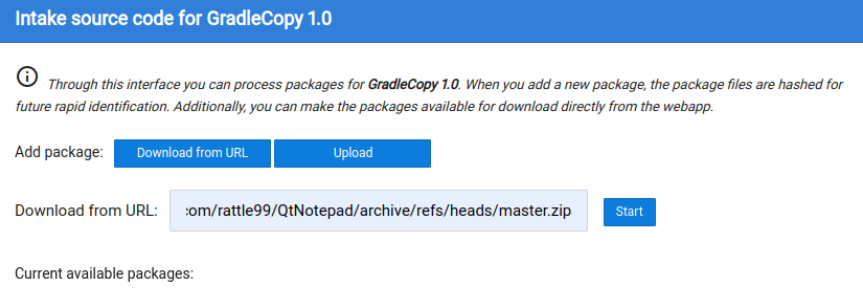 Intake source code for GradleCopy 1.0
Through this interface you can process packages for GradleCopy 1.0. When you add a new package, the package files are hashed for
future rapid identification. Additionally, you can make the packages available for download directly from the webapp.
Add package: Download from URL Upload
Download from URL: :om/rattle99/QtNotepad/archive/refs/heads/master.zip Start
Current available packages: